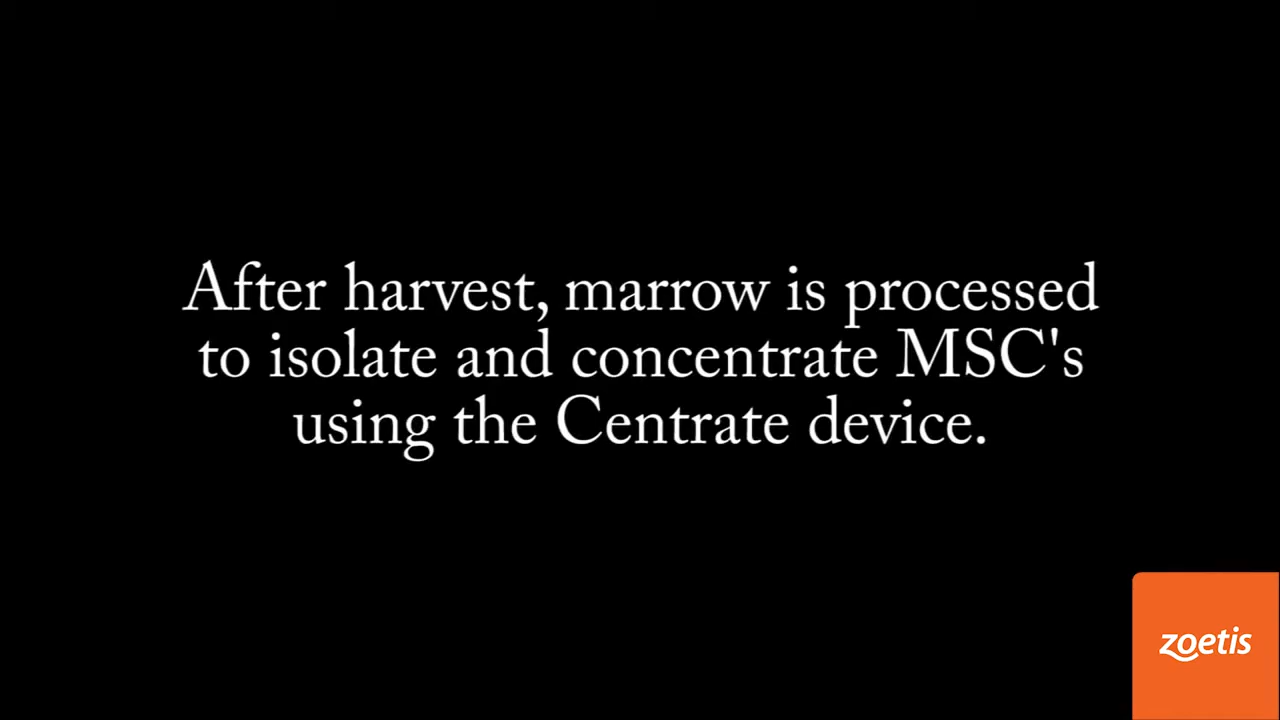 After harvest, marrow is processed
to isolate and concentrate MSC's
using the Centrate device.
zoetis